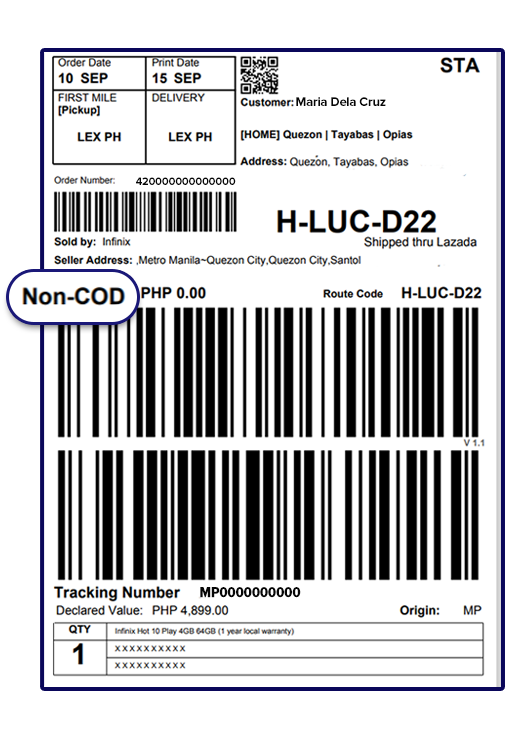 Order Date
10 SEP
Print Date
15 SEP
STA
FIRST MILE
[Pickup]
LEX PH
DELIVERY
LEX PH
Customer: Maria Dela Cruz
[HOME] Quezon | Tayabas | Opias
Address: Quezon, Tayabas, Opias
Order Number: 420000000000000
H-LUC-D22
Shipped thru Lazada
Sold by: Infinix
Seller Address: ,Metro Manila~Quezon City,Quezon City,Santol
Non-COD PHP 0.00 Route Code H-LUC-D22
V 1.1
Tracking Number MP0000000000
Declared Value: PHP 4,899.00 Origin: MP
QTY
1
Infinix Hot 10 Play 4GB 64GB (1 year local warranty)
XXXXXXXXXX
XXXXXXXXXX